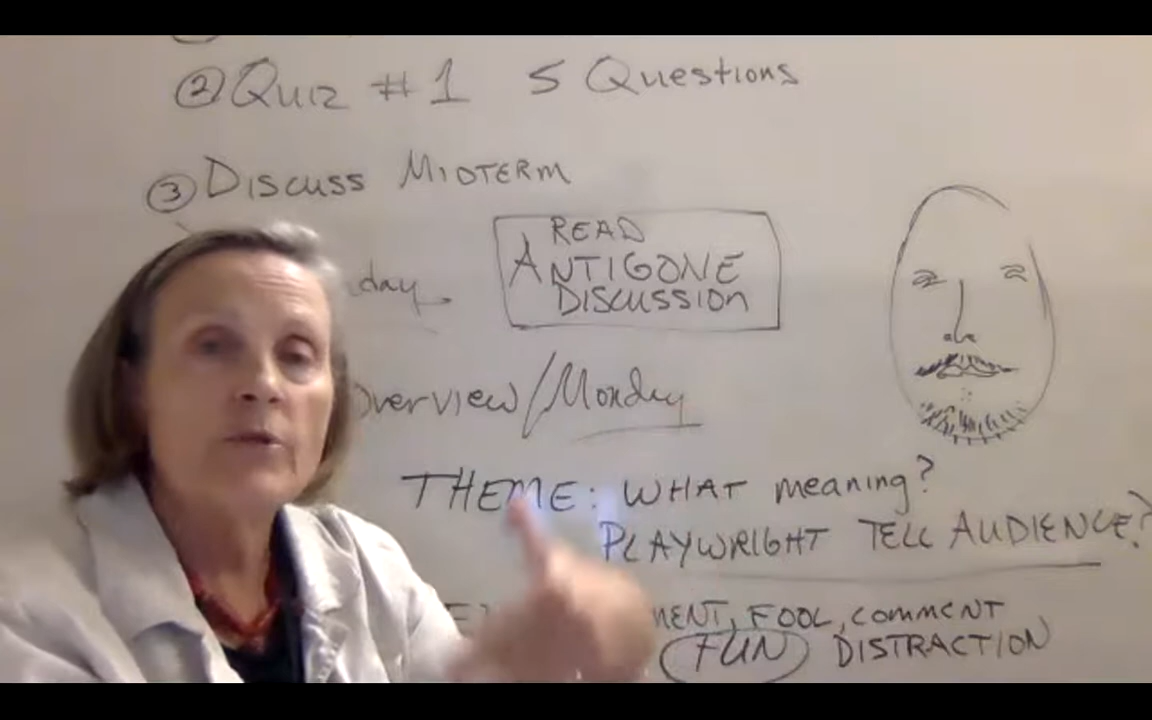 ② Quiz #1 5 Questions
③ Discuss Midterm
READ
ANTIGONE
DISCUSSION
day
Overview/Monday
THEME: WHAT meaning?
PLAYWRIGHT TELL AUDIENCE?
MENT, FOOL, comment
FUN DISTRACTION